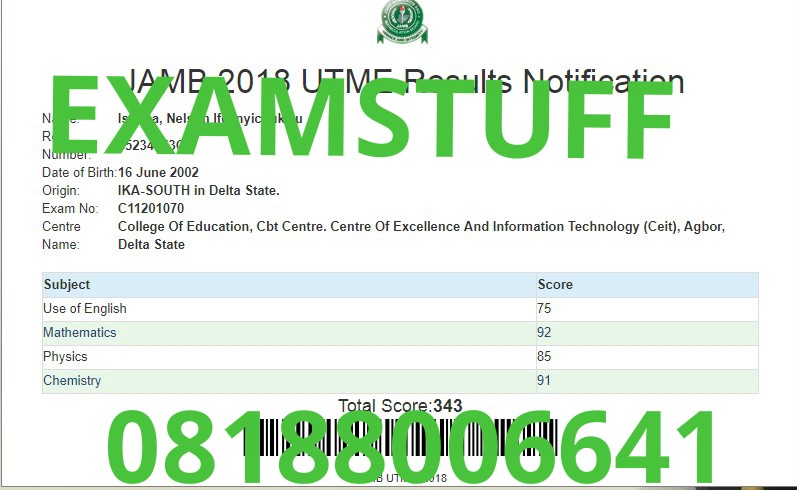 JAMB 2018 UTME Results Notification
EXAMSTUFF
Name:
Number:
Date of Birth: 16 June 2002
Origin: IKA-SOUTH in Delta State.
Exam No: C11201070
Centre Name: College Of Education, Cbt Centre. Centre Of Excellence And Information Technology (Ceit), Agbor,
Delta State
Subject Score
Use of English 75
Mathematics 92
Physics 85
Chemistry 91
Total Score:343
08188006641